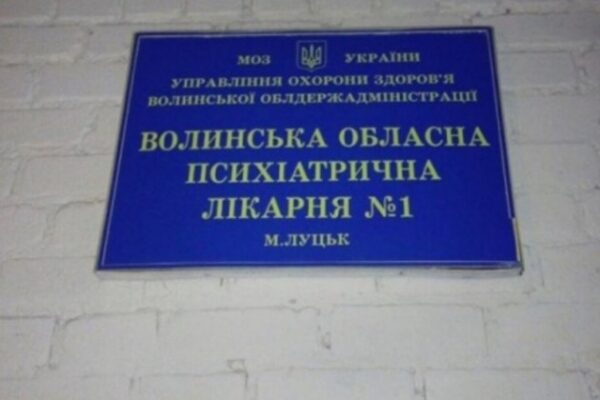 МОЗ УКРАЇНИ
УПРАВЛІННЯ ОХОРОНИ ЗДОРОВ'Я
ВОЛИНСЬКОЇ ОБЛДЕРЖАДМІНІСТРАЦІЇ
ВОЛИНСЬКА ОБЛАСНА
ПСИХІАТРИЧНА
ЛІКАРНЯ №1
М.ЛУЦЬК